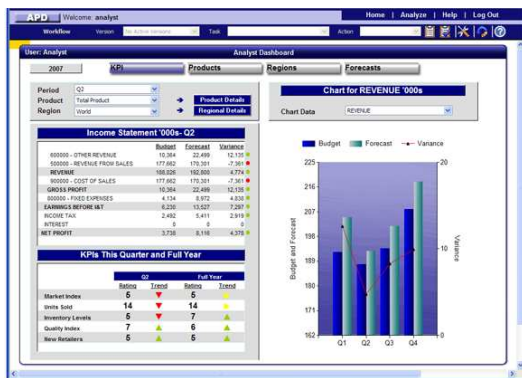 APD Welcome: analyst Home | Analyze | Help | Log Out
Workflow Version No Active Versions Task Action
User: Analyst Analyst Dashboard
2007 KPI Products Regions Forecasts
Period Q2
Product Total Product Product Details
Region World Regional Details
Chart for REVENUE '000s
Chart Data REVENUE
Income Statement '000s- Q2
Budget Forecast Variance
600000 - OTHER REVENUE 10,364 22,499 12,135
500000 - REVENUE FROM SALES 177,662 170,301 -7,361
REVENUE 188,026 192,800 4,774
900000 - COST OF SALES 177,662 170,301 -7,361
GROSS PROFIT 10,364 22,499 12,135
800000 - FIXED EXPENSES 4,134 8,972 4,838
EARNINGS BEFORE I&T 6,230 13,527 7,297
INCOME TAX 2,492 5,411 2,919
INTEREST 0 0 0
NET PROFIT 3,738 8,116 4,378
KPIs This Quarter and Full Year
Q2 Full Year
Rating Trend Rating Trend
Market Index 5 5
Units Sold 14 14
Inventory Levels 5 7
Quality Index 7 6
New Retailers 5 5
Budget Forecast Variance
Budget and Forecast
225
214
204
193
183
171
162
Q1 Q2 Q3 Q4
20
10
0
Variance